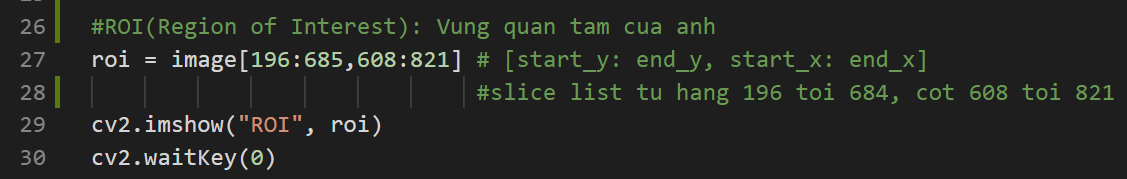 26 #ROI(Region of Interest): Vung quan tam cua anh
27 roi = image[196:685,608:821] # [start_y: end_y, start_x: end_x]
28 #slice list tu hang 196 toi 684, cot 608 toi 821
29 cv2.imshow("ROI", roi)
30 cv2.waitKey(0)